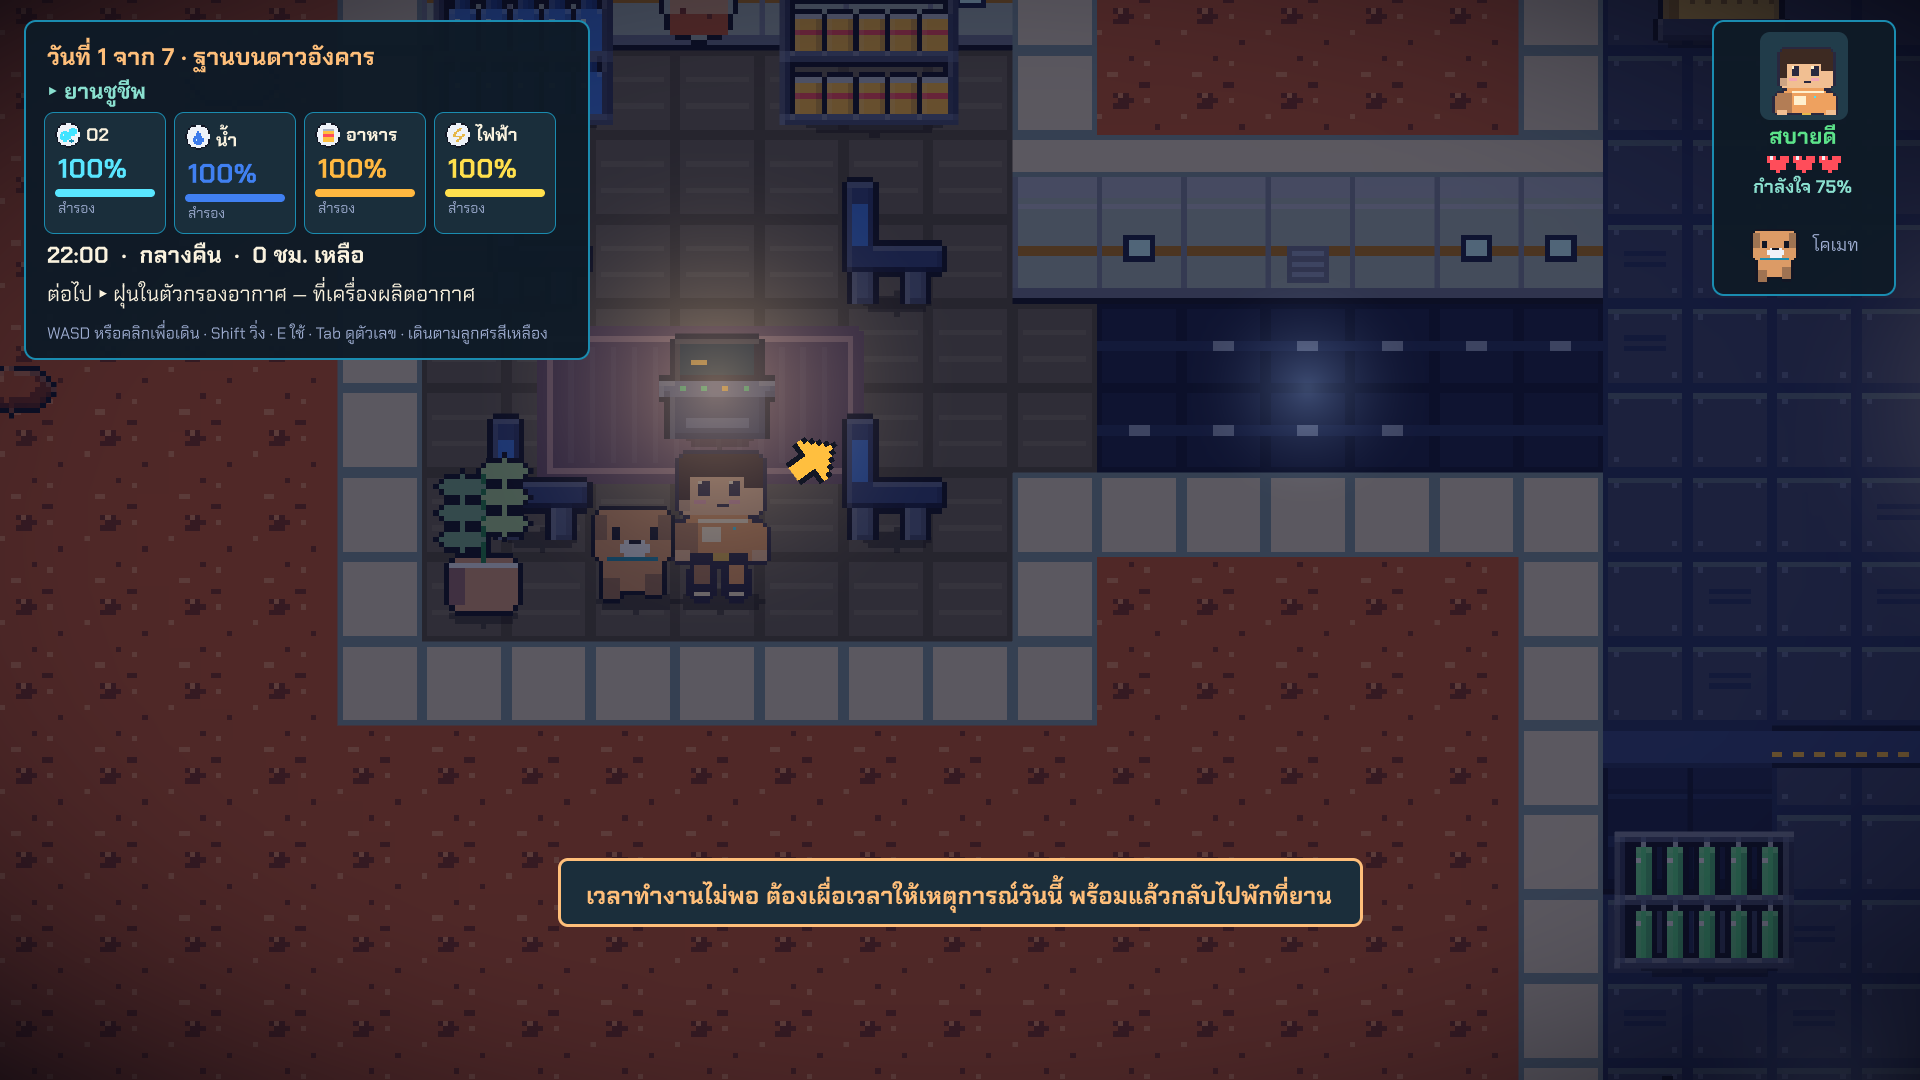 วันที่ 1 จาก 7 · ฐานบนดาวอังคาร
▸ ยานชูชีพ
O2
100%
สำรอง
น้ำ
100%
สำรอง
อาหาร
100%
สำรอง
ไฟฟ้า
100%
สำรอง
22:00 · กลางคืน · 0 ชม. เหลือ
ต่อไป ▸ ฝุ่นในตัวกรองอากาศ — ที่เครื่องผลิตอากาศ
WASD หรือคลิกเพื่อเดิน · Shift วิ่ง · E ใช้ · Tab ดูตัวเลข · เดินตามลูกศรสีเหลือง
สบายดี
กำลังใจ 75%
โคเมท
เวลาทำงานไม่พอ ต้องเผื่อเวลาให้เหตุการณ์วันนี้ พร้อมแล้วกลับไปพักที่ยาน